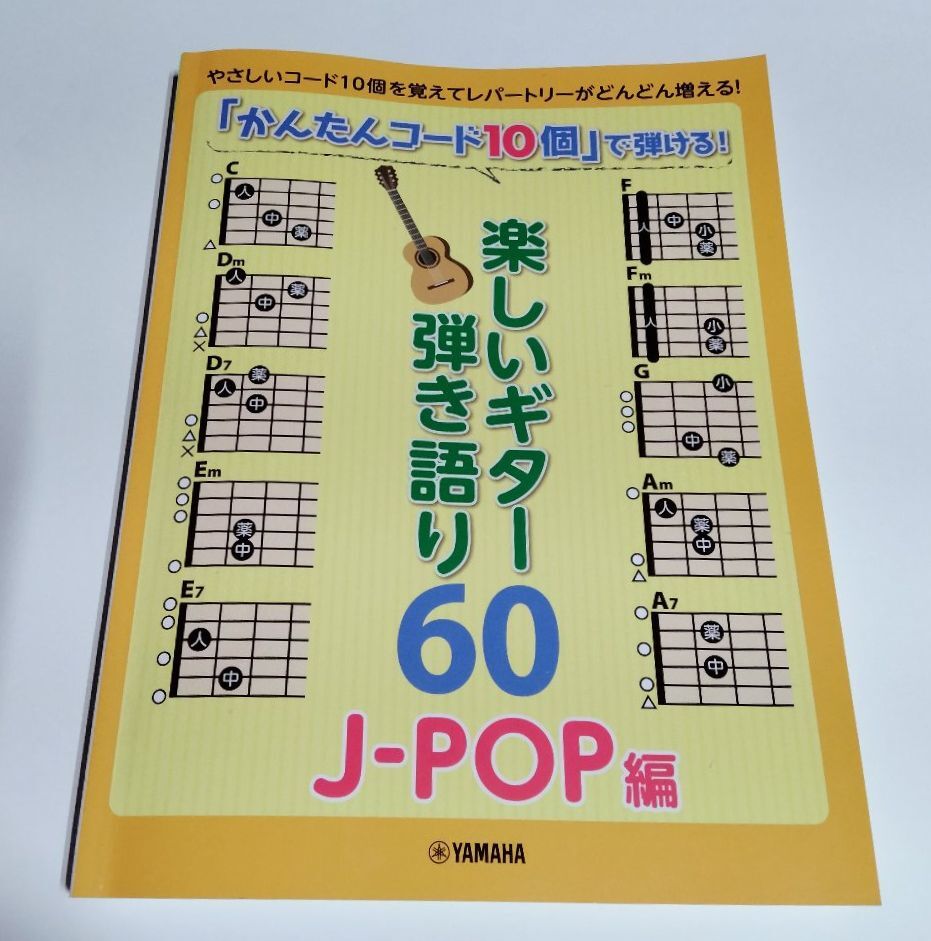 やさしいコード10個を覚えてレパートリーがどんどん増える!
「かんたんコード10個」で弾ける!
C
人
中
薬
Dm
人
薬
中
D7
薬
人
中
Em
薬
中
E7
人
中
楽しいギター
弾き語り
60
J-POP編
F
人
中
小
薬
Fm
人
小
薬
G
小
中
薬
Am
人
薬
中
A7
薬
中
YAMAHA